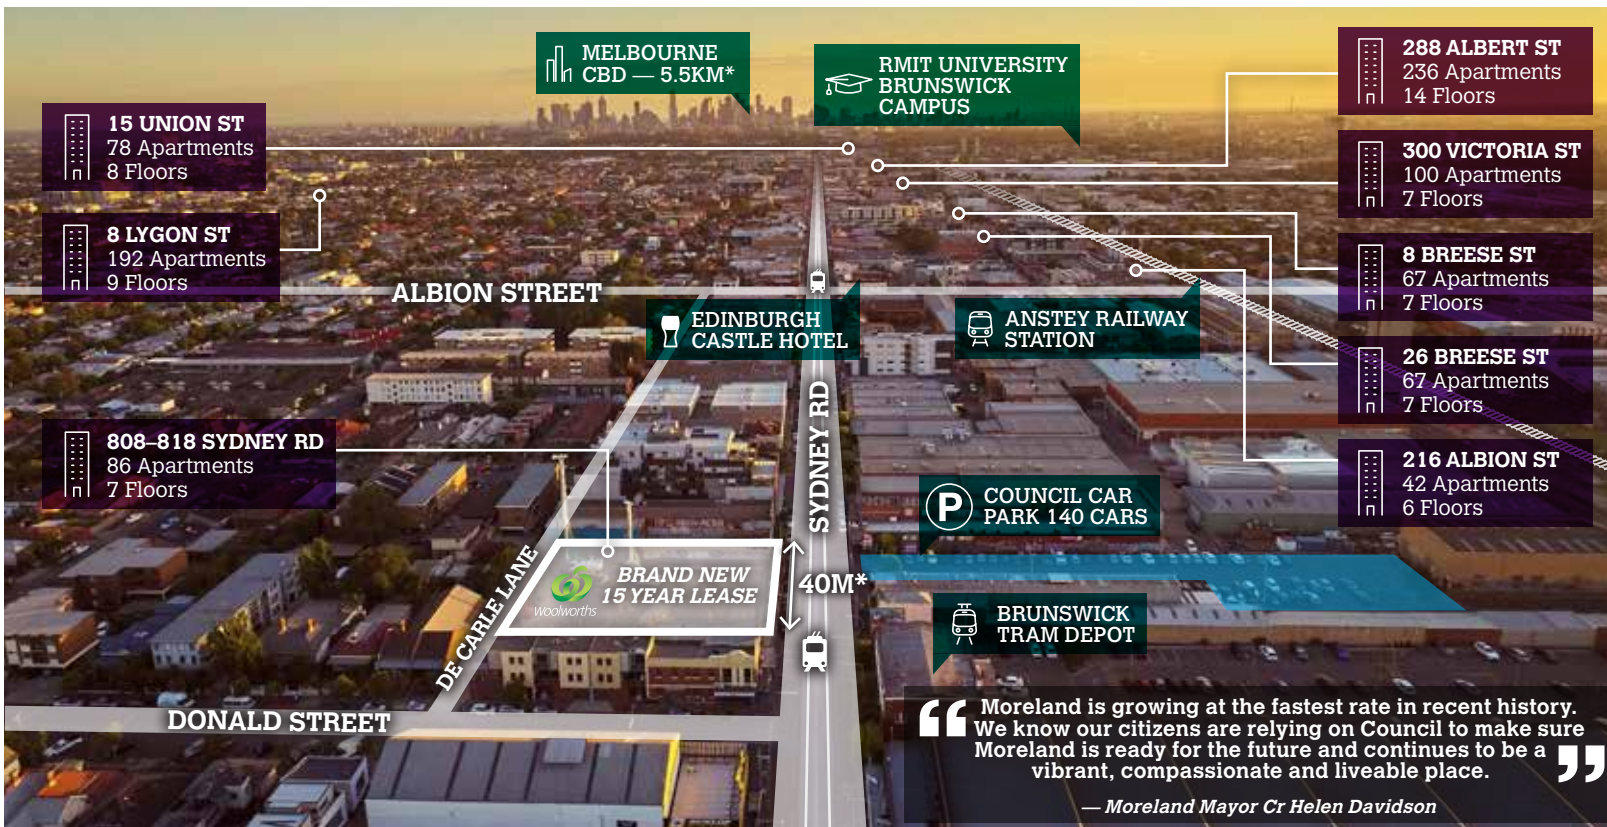 MELBOURNE
CBD — 5.5KM*
RMIT UNIVERSITY
BRUNSWICK
CAMPUS
15 UNION ST
78 Apartments
8 Floors
8 LYGON ST
192 Apartments
9 Floors
288 ALBERT ST
236 Apartments
14 Floors
300 VICTORIA ST
100 Apartments
7 Floors
8 BREESE ST
67 Apartments
7 Floors
26 BREESE ST
67 Apartments
7 Floors
216 ALBION ST
42 Apartments
6 Floors
ALBION STREET
EDINBURGH
CASTLE HOTEL
ANSTEY RAILWAY
STATION
808–818 SYDNEY RD
86 Apartments
7 Floors
SYDNEY RD
P
COUNCIL CAR
PARK 140 CARS
DE CARLE LANE
Woolworths
BRAND NEW
15 YEAR LEASE
40M*
BRUNSWICK
TRAM DEPOT
DONALD STREET
“ Moreland is growing at the fastest rate in recent history.
We know our citizens are relying on Council to make sure
Moreland is ready for the future and continues to be a
vibrant, compassionate and liveable place. ”
— Moreland Mayor Cr Helen Davidson